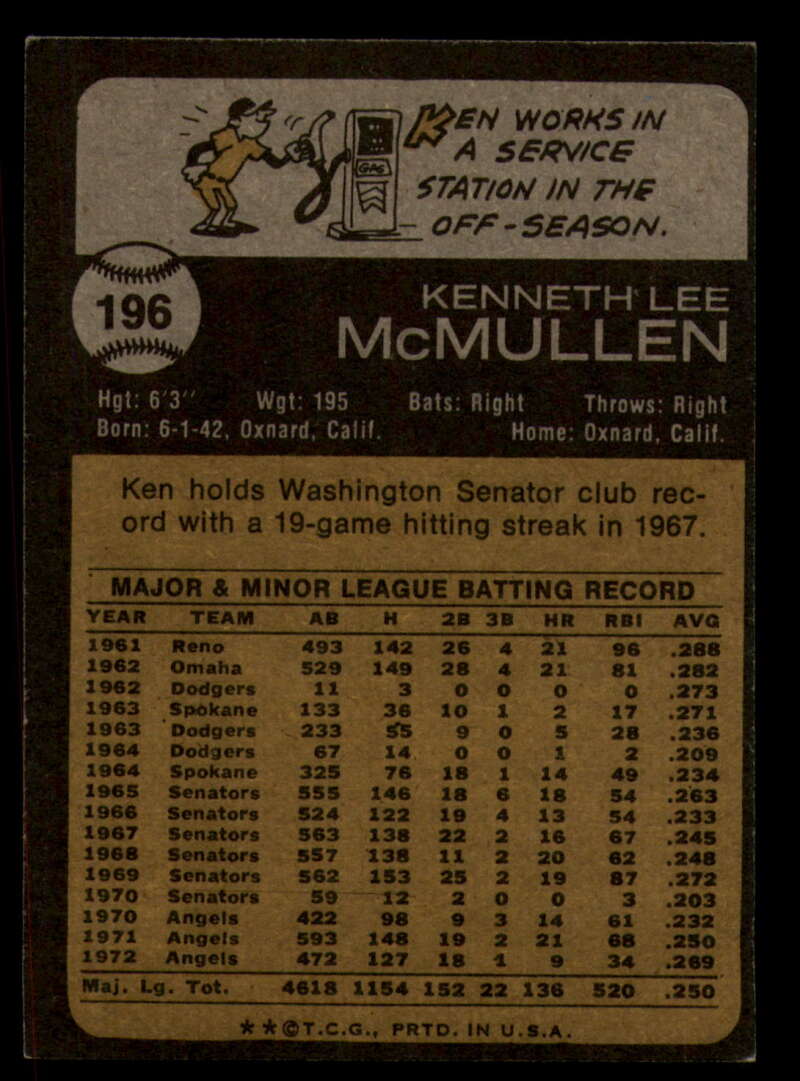 GAS
KEN WORKS IN
A SERVICE
STATION IN THE
OFF-SEASON.
196
KENNETH LEE
McMULLEN
Hgt: 6'3" Wgt: 195 Bats: Right Throws: Right
Born: 6-1-42, Oxnard, Calif. Home: Oxnard, Calif.
Ken holds Washington Senator club rec-
ord with a 19-game hitting streak in 1967.
MAJOR & MINOR LEAGUE BATTING RECORD
YEAR TEAM AB H 2B 3B HR RBI AVG
1961 Reno 493 142 26 4 21 96 .288
1962 Omaha 529 149 28 4 21 81 .282
1962 Dodgers 11 3 0 0 0 0 .273
1963 Spokane 133 36 10 1 2 17 .271
1963 Dodgers 233 55 9 0 5 28 .236
1964 Dodgers 67 14 0 0 1 2 .209
1964 Spokane 325 76 18 1 14 49 .234
1965 Senators 555 146 18 6 18 54 .263
1966 Senators 524 122 19 4 13 54 .233
1967 Senators 563 138 22 2 16 67 .245
1968 Senators 557 138 11 2 20 62 .248
1969 Senators 562 153 25 2 19 87 .272
1970 Senators 59 12 2 0 0 3 .203
1970 Angels 422 98 9 3 14 61 .232
1971 Angels 593 148 19 2 21 68 .250
1972 Angels 472 127 18 1 9 34 .269
Maj. Lg. Tot. 4618 1154 152 22 136 520 .250
**©T.C.G., PRTD. IN U.S.A.